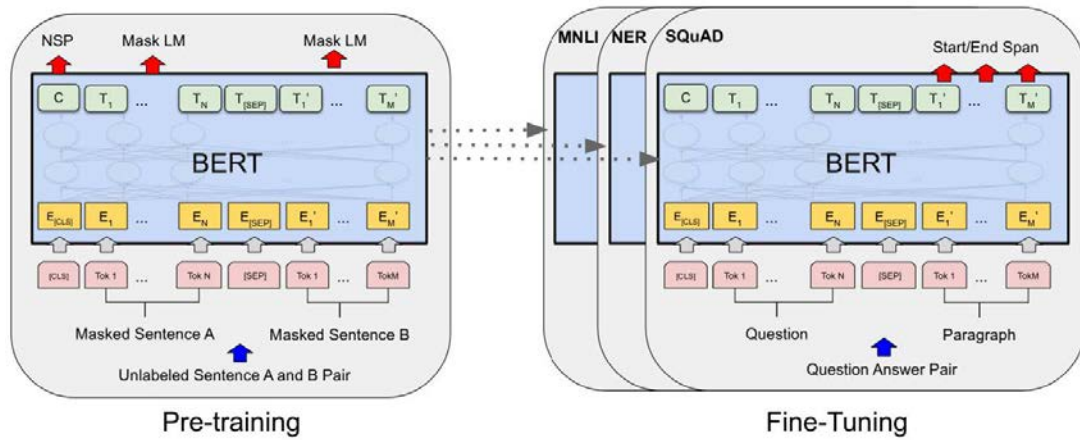 NSP Mask LM Mask LM
C T1 ... TN T[SEP] T1' ... TM'
BERT
E[CLS] E1 ... EN E[SEP] E1' ... EM'
[CLS] Tok 1 ... Tok N [SEP] Tok 1 ... TokM
Masked Sentence A Masked Sentence B
Unlabeled Sentence A and B Pair
Pre-training
MNLI NER SQuAD
Start/End Span
C T1 ... TN T[SEP] T1' ... TM'
BERT
E[CLS] E1 ... EN E[SEP] E1' ... EM'
[CLS] Tok 1 ... Tok N [SEP] Tok 1 ... TokM
Question Paragraph
Question Answer Pair
Fine-Tuning